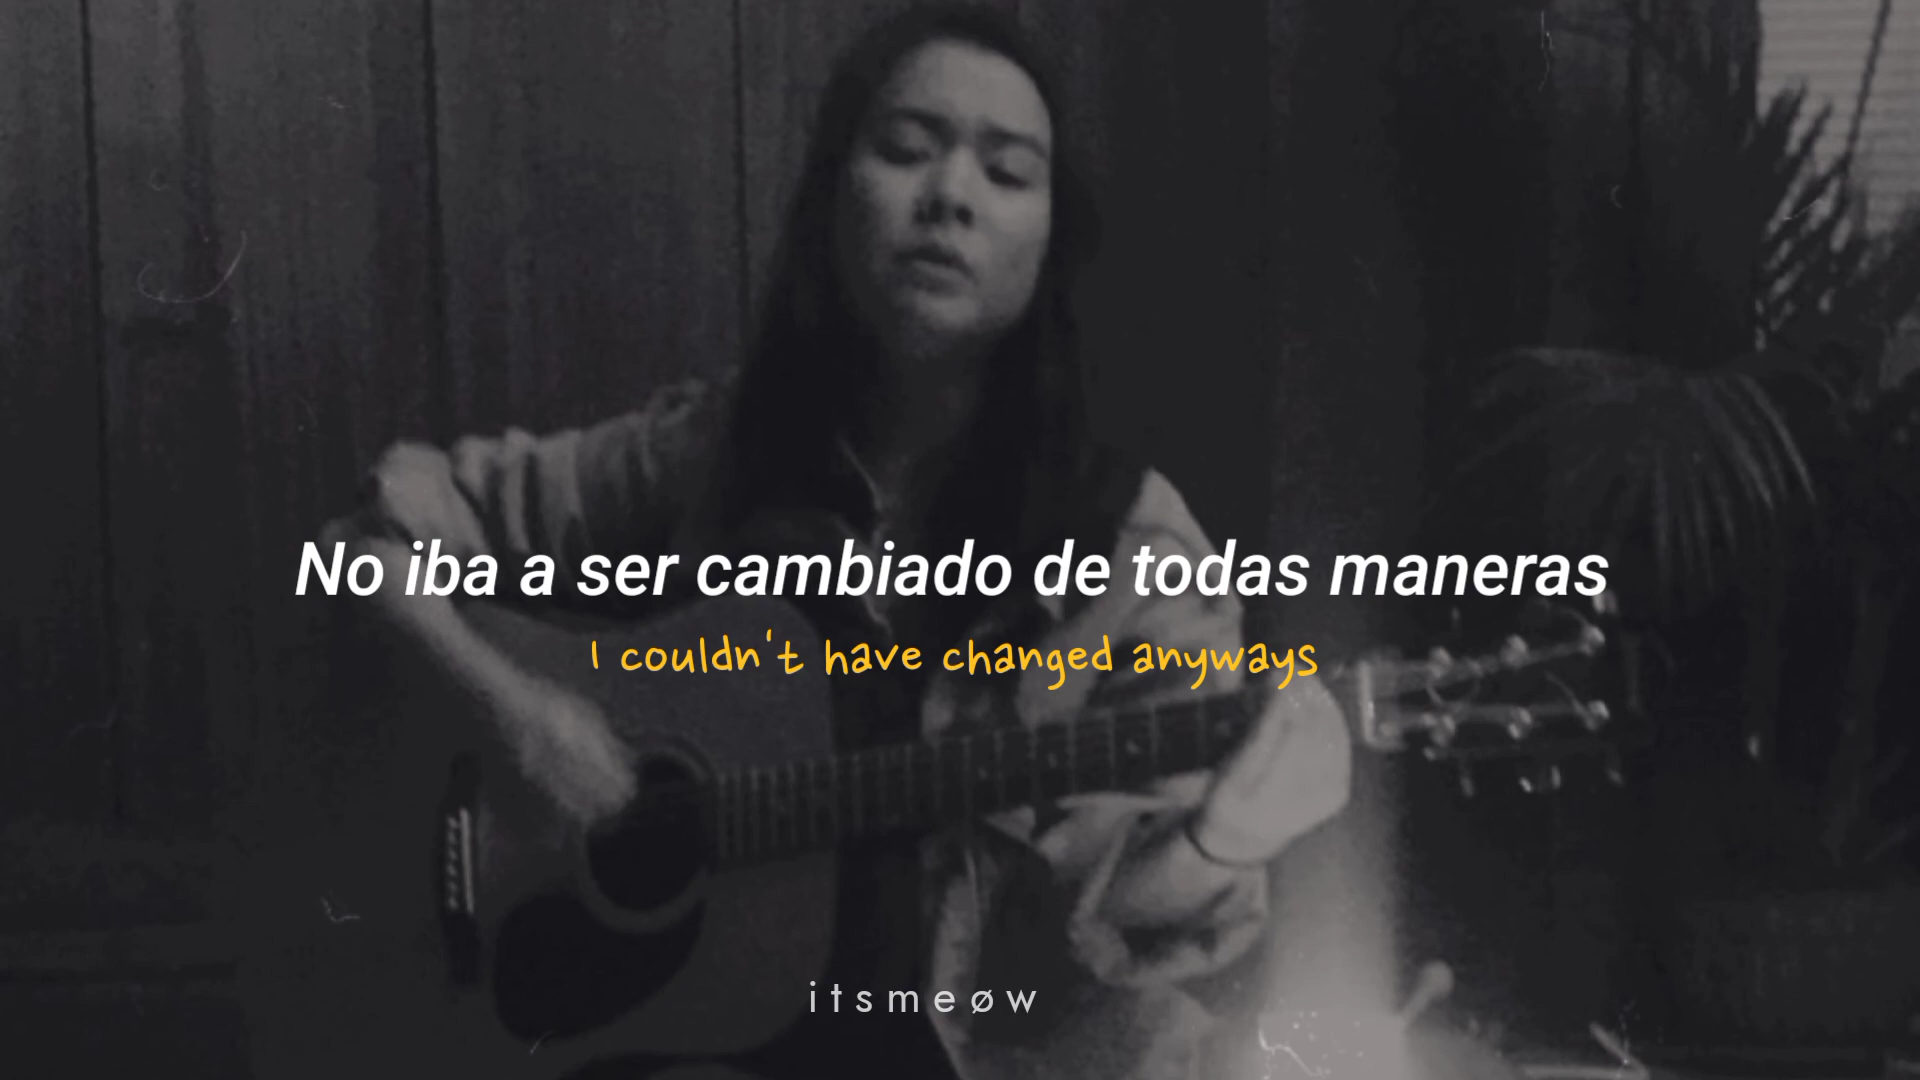 No iba a ser cambiado de todas maneras
I couldn't have changed anyways
itsmeøw